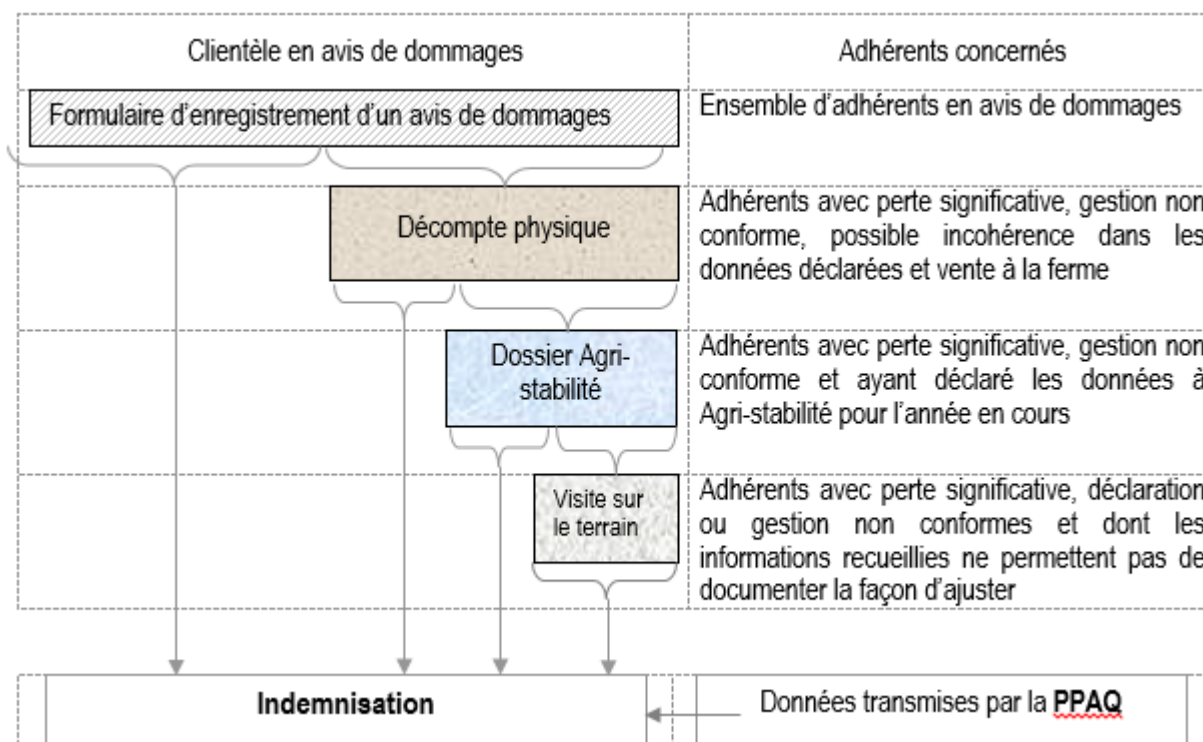 Clientèle en avis de dommages
Adhérents concernés
Formulaire d'enregistrement d'un avis de dommages
Ensemble d'adhérents en avis de dommages
Décompte physique
Adhérents avec perte significative, gestion non
conforme, possible incohérence dans les
données déclarées et vente à la ferme
Dossier Agri-
stabilité
Adhérents avec perte significative, gestion non
conforme et ayant déclaré les données à
Agri-stabilité pour l'année en cours
Visite sur
le terrain
Adhérents avec perte significative, déclaration
ou gestion non conformes et dont les
informations recueillies ne permettent pas de
documenter la façon d'ajuster
Indemnisation
Données transmises par la PPAQ